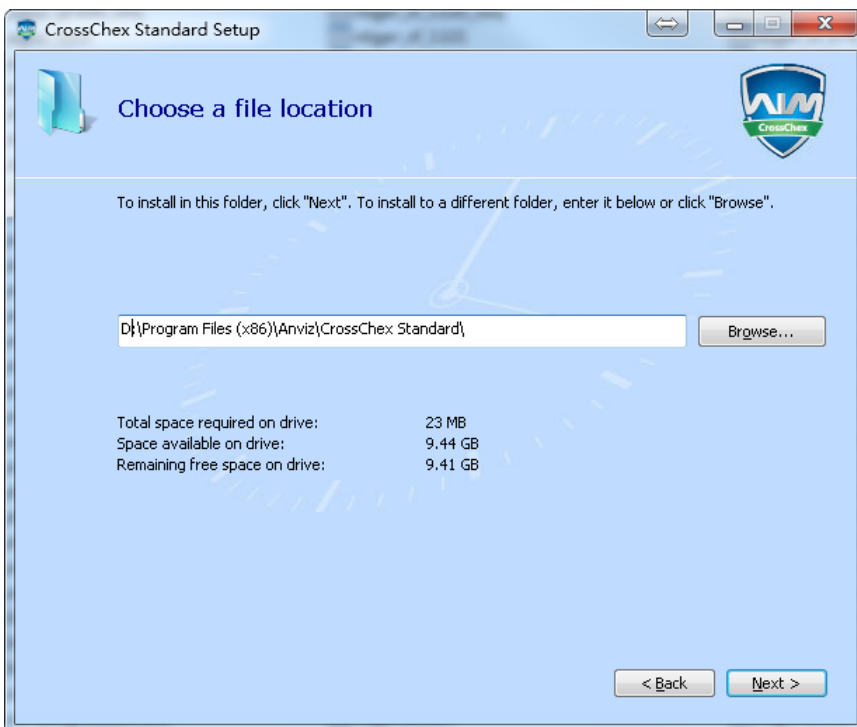 CrossChex Standard Setup
Choose a file location
AIM
CrossChex
To install in this folder, click "Next". To install to a different folder, enter it below or click "Browse".
D:\Program Files (x86)\Anviz\CrossChex Standard\
Browse...
Total space required on drive: 23 MB
Space available on drive: 9.44 GB
Remaining free space on drive: 9.41 GB
< Back
Next >